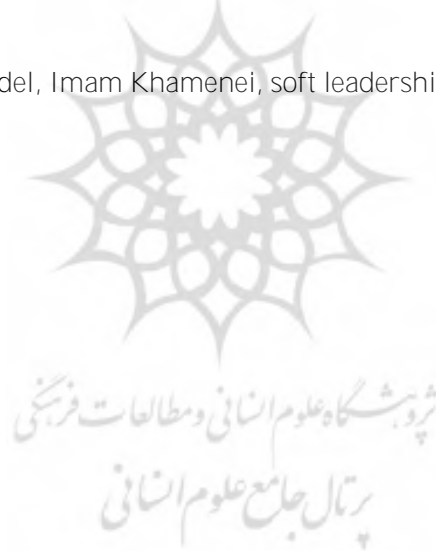 del, Imam Khamenei, soft leadershi
پژوهشگاه علوم انسانی و مطالعات فرهنگی
پرتال جامع علوم انسانی